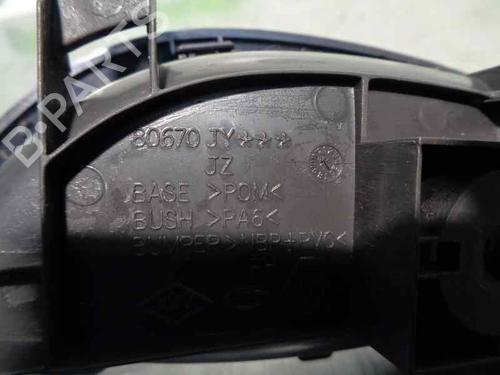 B-PARTS
80670 JY***
JZ
BASE >POM<
BUSH >PA6<
BUMPER >NBR+PVC<